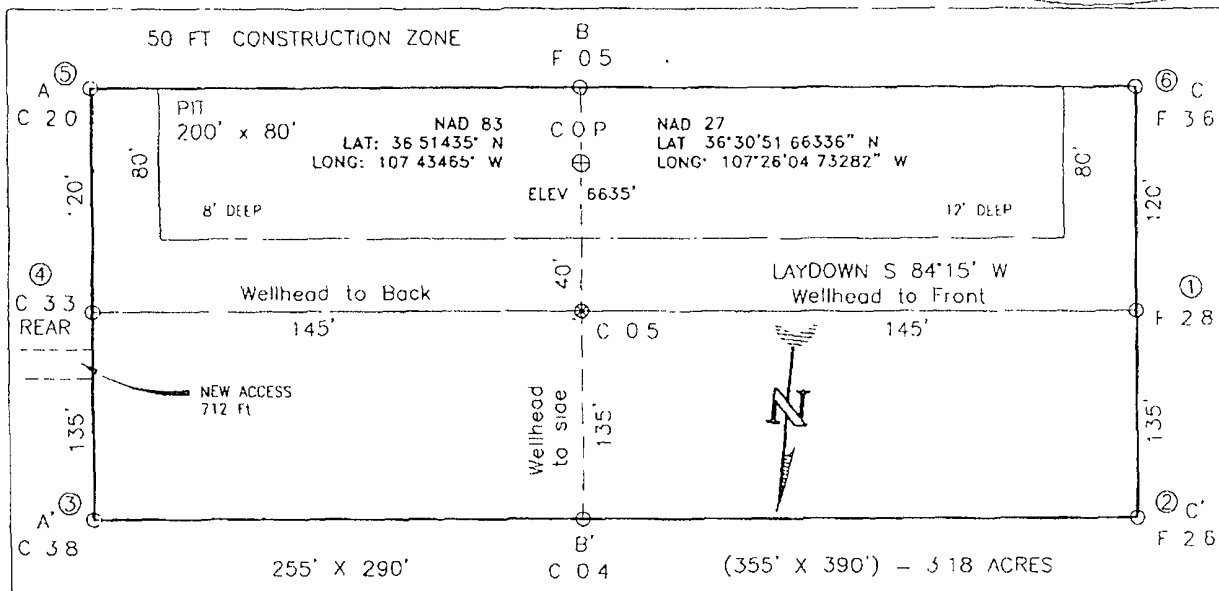 50 FT CONSTRUCTION ZONE
B
F 0 5
A ⑤
C 2 0
⑥ C
F 3 6
PIT
200' x 80'
NAD 83
LAT: 36 51435° N
LONG: 107 43465° W
C O P
NAD 27
LAT 36°30'51 66336" N
LONG: 107°26'04 73282" W
ELEV 6635'
80'
80'
120'
120'
8' DEEP
12' DEEP
④
C 3 3
REAR
Wellhead to Back
145'
40'
C 0 5
LAYDOWN S 84°15' W
Wellhead to Front
145'
①
F 2 8
NEW ACCESS
712 Ft
135'
Wellhead
to side
135'
N
135'
A' ③
C 3 8
B'
C 0 4
② C'
F 2 6
255' X 290'
(355' X 390') – 3 18 ACRES